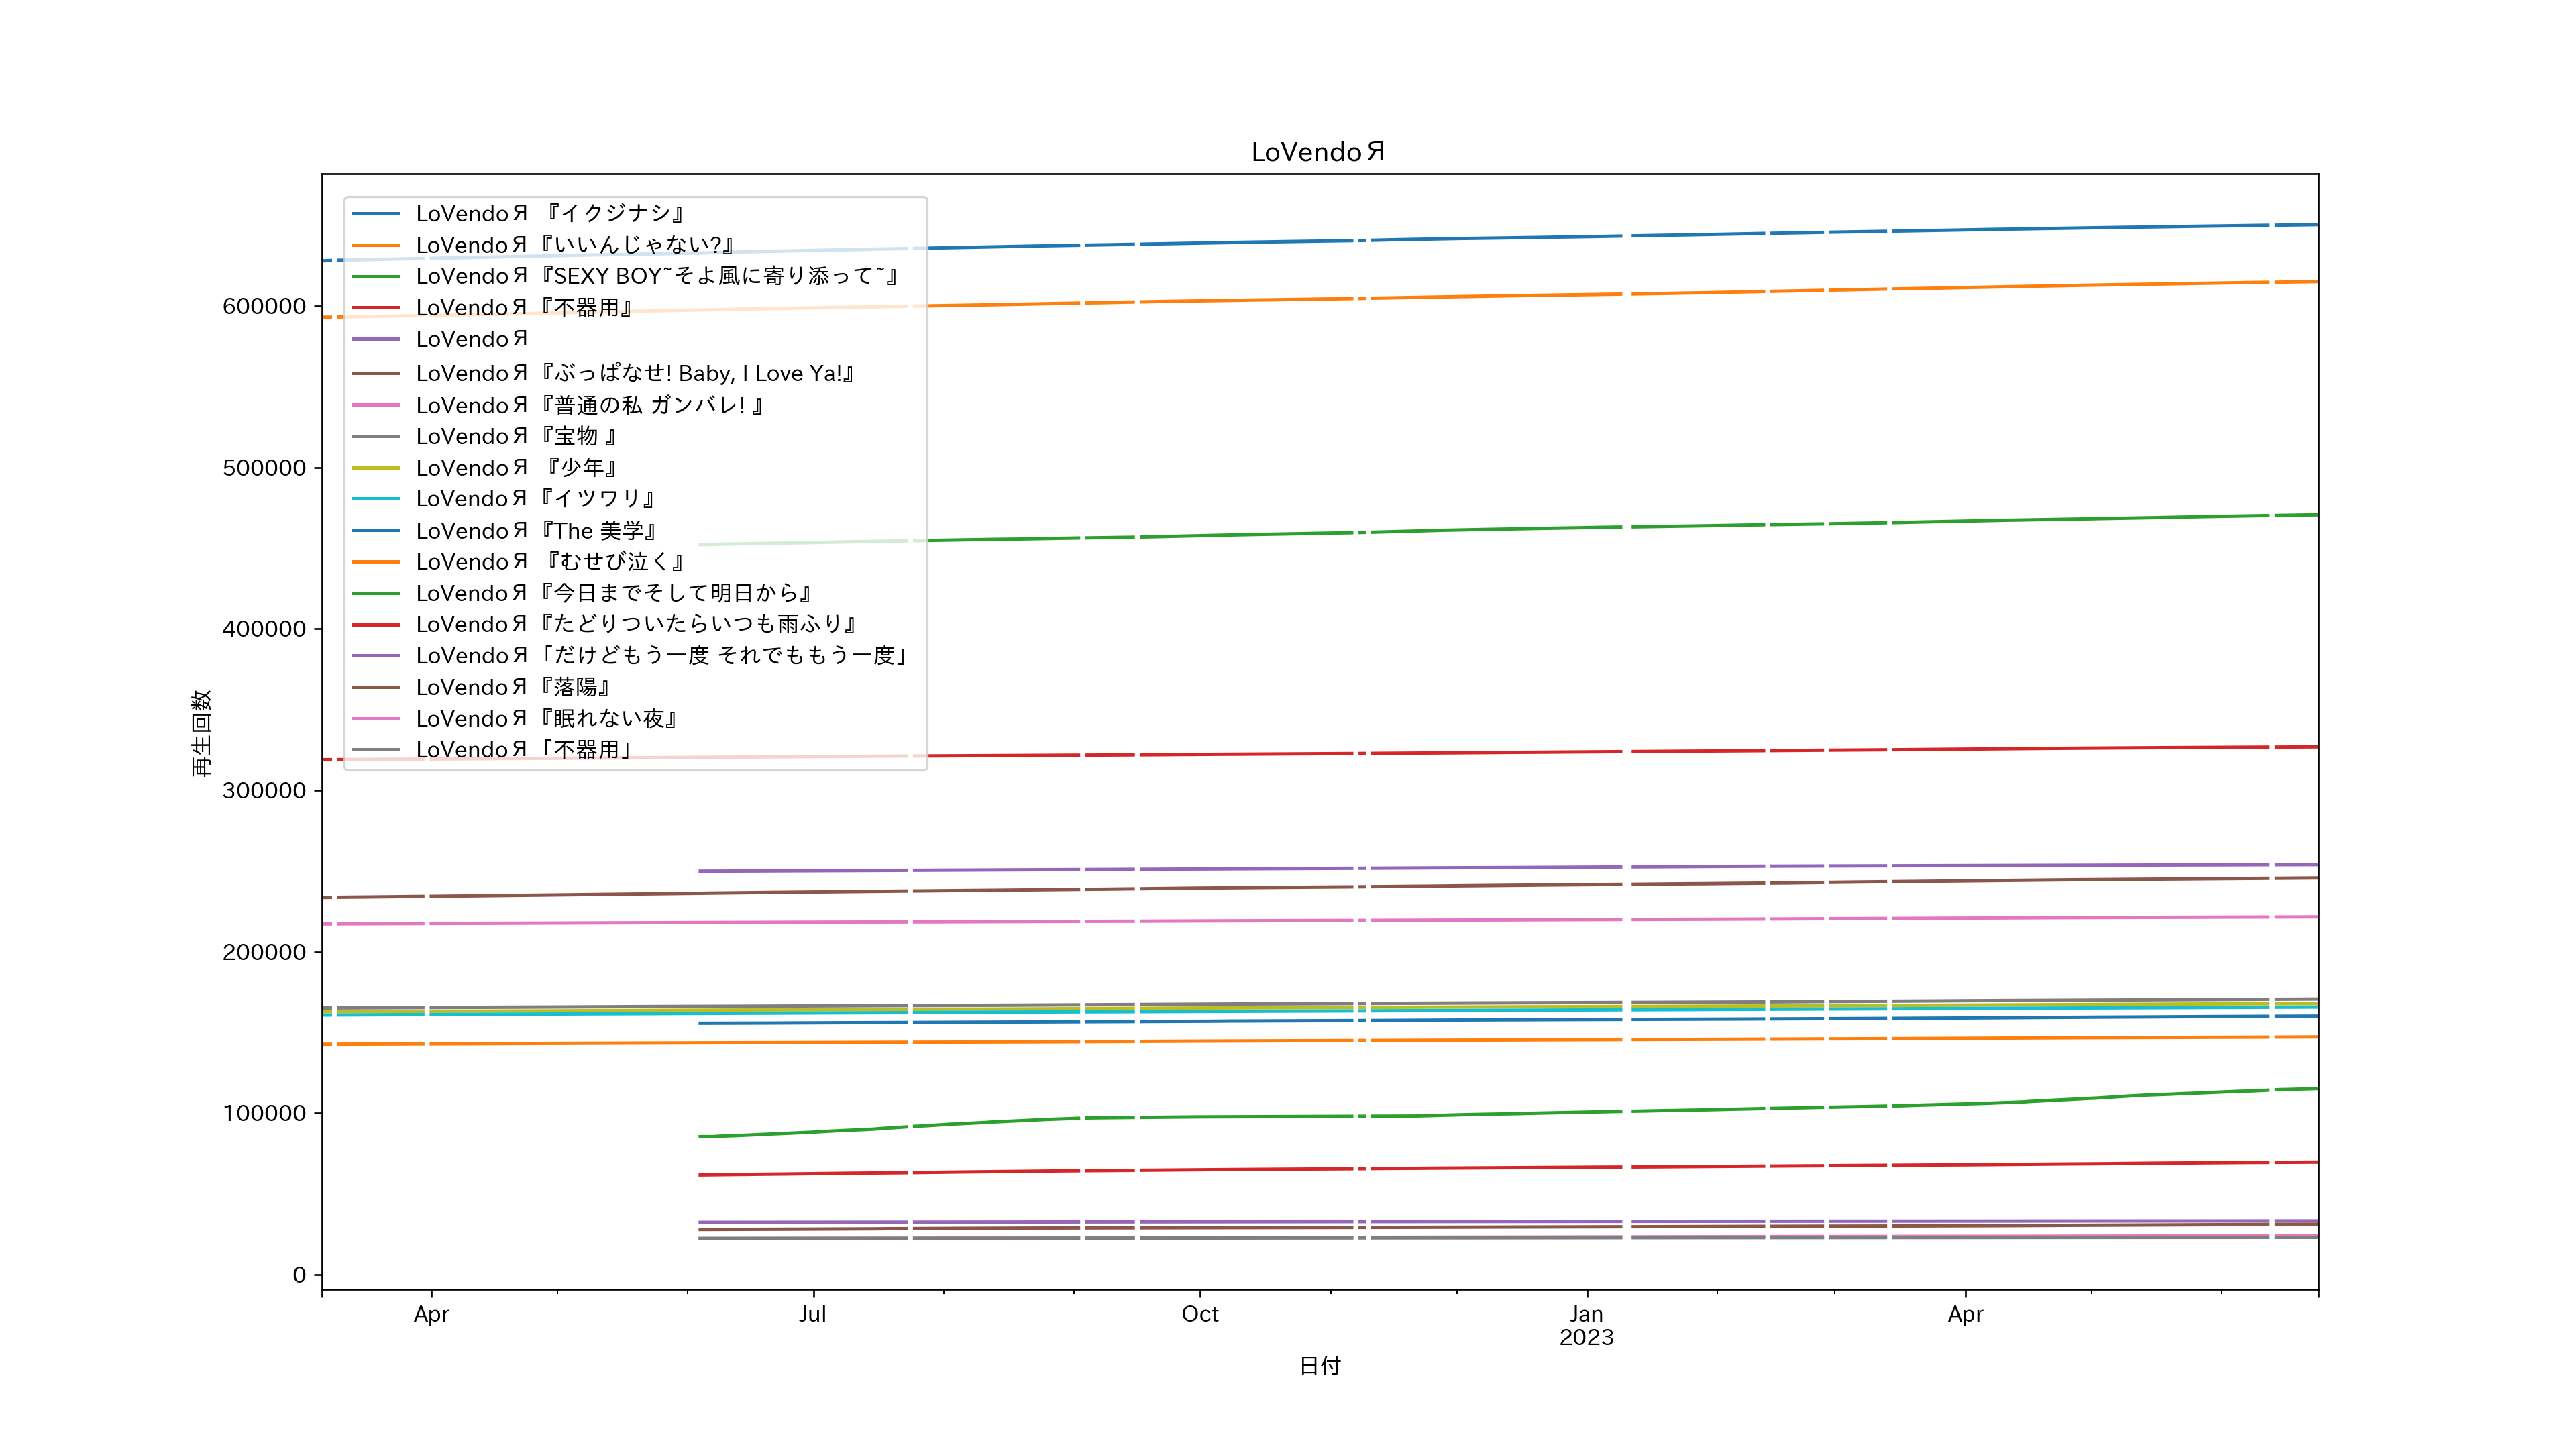 LoVendoЯ
LoVendoЯ 『イクジナシ』
LoVendoЯ『いいんじゃない?』
LoVendoЯ『SEXY BOY~そよ風に寄り添って~』
LoVendoЯ『不器用』
LoVendoЯ
LoVendoЯ『ぶっぱなせ! Baby, I Love Ya!』
LoVendoЯ『普通の私 ガンバレ! 』
LoVendoЯ『宝物 』
LoVendoЯ 『少年』
LoVendoЯ『イツワリ』
LoVendoЯ『The 美学』
LoVendoЯ 『むせび泣く』
LoVendoЯ『今日までそして明日から』
LoVendoЯ『たどりついたらいつも雨ふり』
LoVendoЯ「だけどもう一度 それでももう一度」
LoVendoЯ『落陽』
LoVendoЯ『眠れない夜』
LoVendoЯ「不器用」
600000
500000
400000
300000
200000
100000
0
再生回数
Apr
Jul
Oct
Jan
2023
Apr
日付